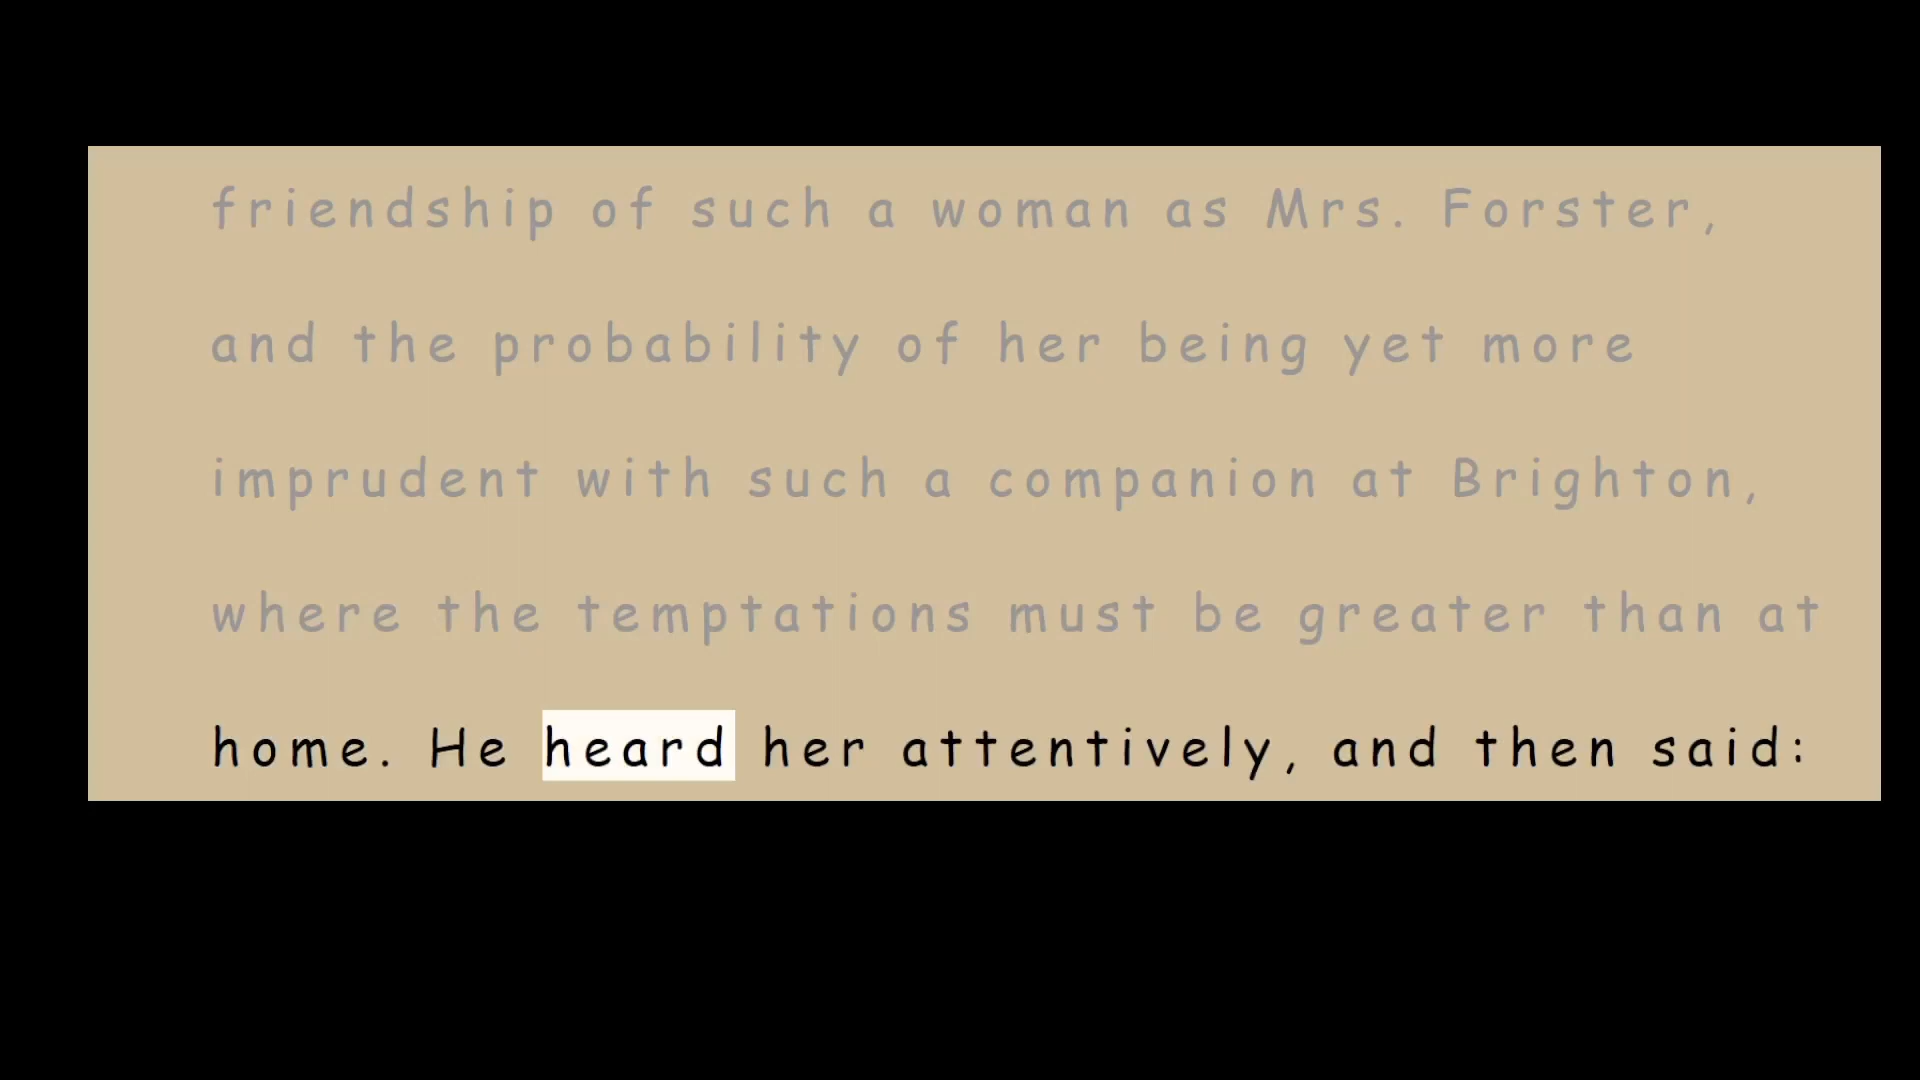 friendship of such a woman as Mrs. Forster,
and the probability of her being yet more
imprudent with such a companion at Brighton,
where the temptations must be greater than at
home. He heard her attentively, and then said: